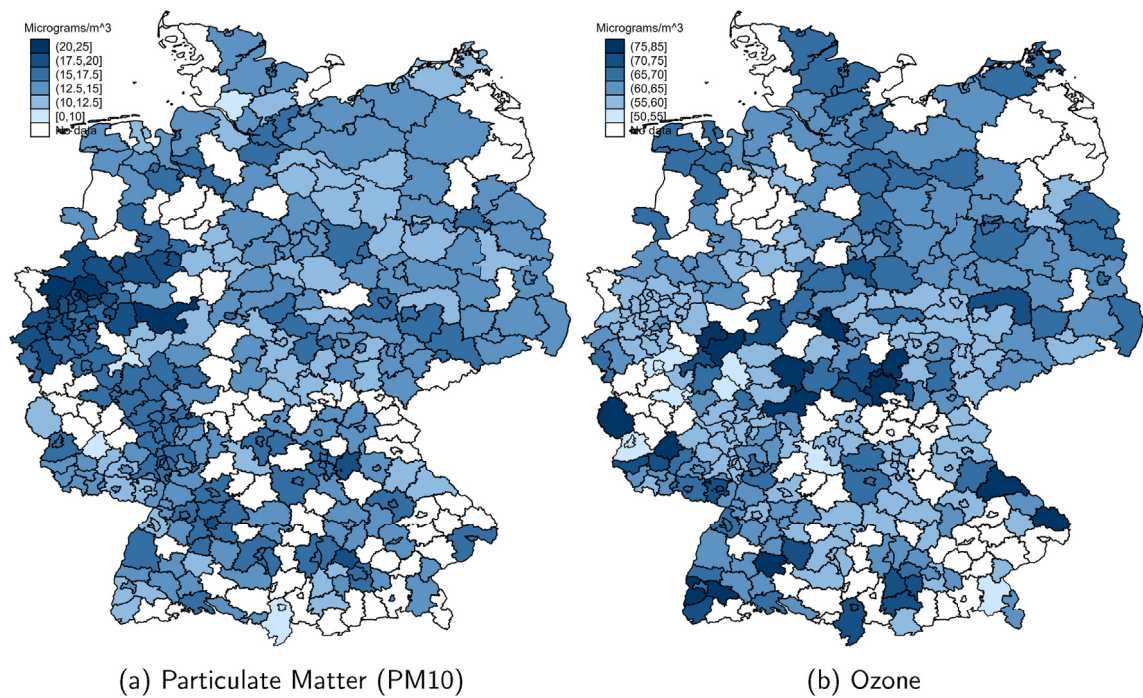 Micrograms/m^3
(20,25]
(17.5,20]
(15,17.5]
(12.5,15]
(10,12.5]
[0,10]
No data
Micrograms/m^3
(75,85]
(70,75]
(65,70]
(60,65]
(55,60]
[50,55]
No data
(a) Particulate Matter (PM10)
(b) Ozone